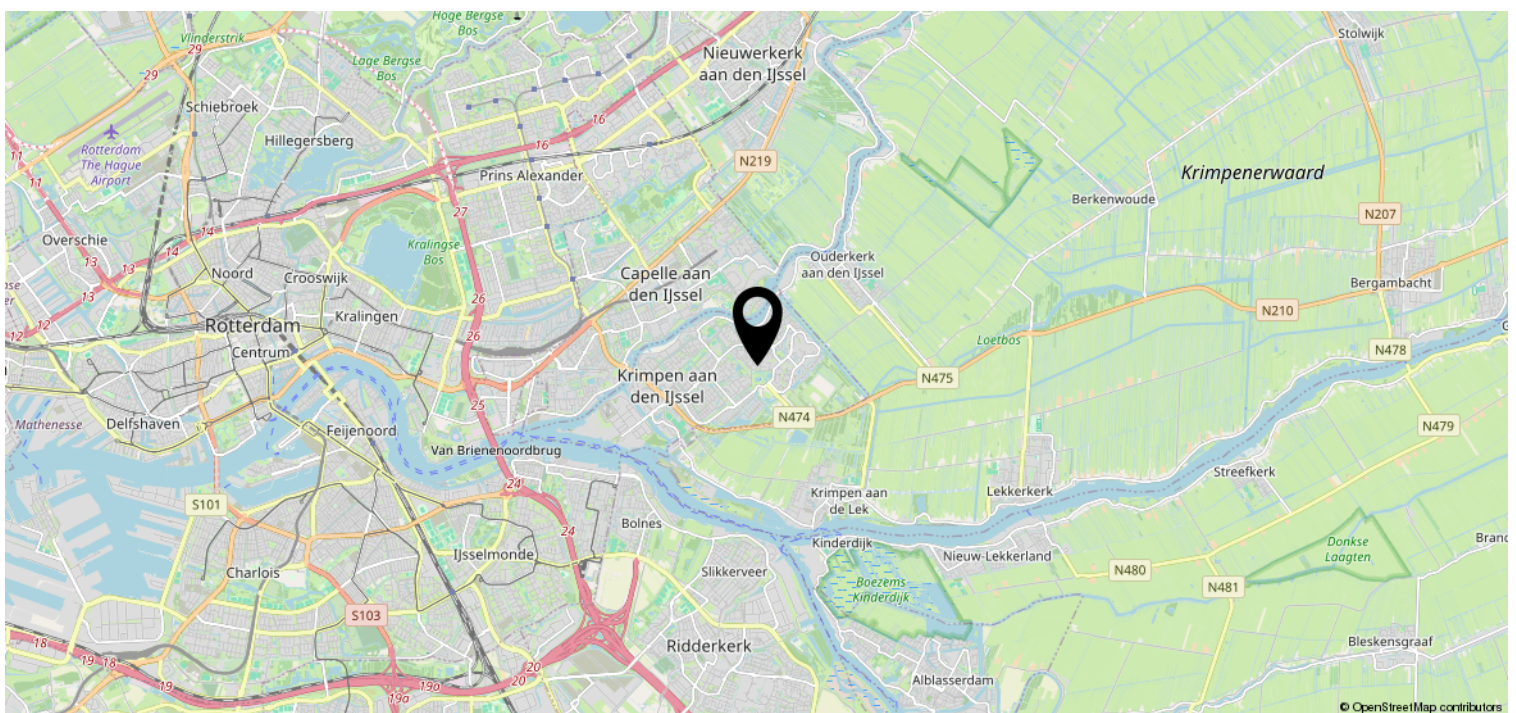 Hoge Bergse
Bos
Stolwijk
Vlinderstrik
29
Nieuwerkerk
aan den IJssel
Lage Bergse
Bos
29
Schiebroek
16
Hillegersberg
16
11
Rotterdam
The Hague
Airport
11
N219
Prins Alexander
Krimpenerwaard
Berkenwoude
27
N207
14
Overschie
14
Kralingse
Bos
13
13
Noord
Crooswijk
Ouderkerk
aan den IJssel
Capelle aan
den IJssel
Bergambacht
13
12
26
N210
Kralingen
Rotterdam
12
26
Loetbos
Centrum
N478
Krimpen aan
den IJssel
N475
25
N474
Mathenesse
Delfshaven
Feijenoord
N479
Van Brienenoordbrug
Streefkerk
24
Krimpen aan
de Lek
Lekkerkerk
S101
24
Bolnes
Kinderdijk
Donkse
Laagten
IJsselmonde
Nieuw-Lekkerland
Charlois
Slikkerveer
N480
Boezems
Kinderdijk
N481
S103
18
Ridderkerk
Bleskensgraaf
19
18
20
20
19
19a
19a
Alblasserdam
© OpenStreetMap contributors